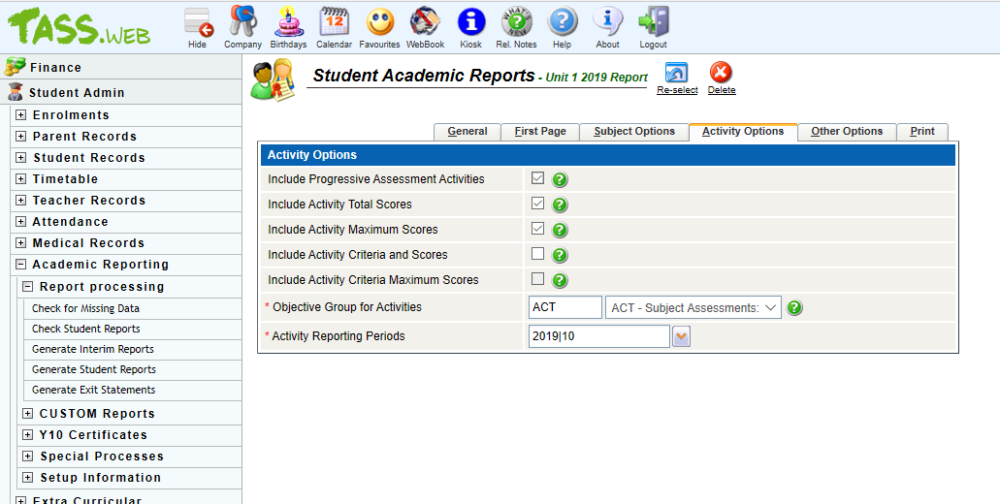 TASS.WEB
Hide Company Birthdays Calendar Favourites WebBook Kiosk Rel. Notes Help About Logout
12
WHAT'S NEW
Finance
Student Admin
Enrolments
Parent Records
Student Records
Timetable
Teacher Records
Attendance
Medical Records
Academic Reporting
Report processing
Check for Missing Data
Check Student Reports
Generate Interim Reports
Generate Student Reports
Generate Exit Statements
CUSTOM Reports
Y10 Certificates
Special Processes
Setup Information
Extra Curricular
Student Academic Reports - Unit 1 2019 Report
Re-select Delete
General First Page Subject Options Activity Options Other Options Print
Activity Options
Include Progressive Assessment Activities
Include Activity Total Scores
Include Activity Maximum Scores
Include Activity Criteria and Scores
Include Activity Criteria Maximum Scores
* Objective Group for Activities ACT ACT - Subject Assessments:
* Activity Reporting Periods 2019|10